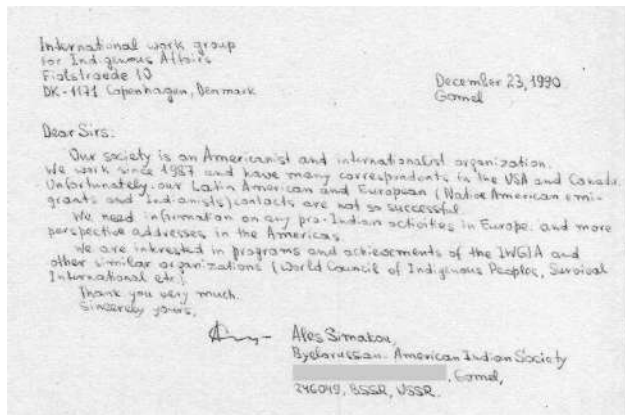 International work group
for Indigenous Affairs
Fiolstraede 10
DK-1171 Copenhagen, Denmark
December 23, 1990
Gomel
Dear Sirs:
Our society is an Americanist and internationalist organization.
We work since 1987 and have many correspondents in the USA and Canada.
Unfortunately, our Latin American and European (Native American emi-
grants and Indianists) contacts are not so successful.
We need information on any pro-Indian activities in Europe, and more
perspective addresses in the Americas.
We are interested in programs and achievements of the IWGIA and
other similar organizations (World Council of Indigenous Peoples, Survival
International etc.)
Thank you very much.
Sincerely yours,
Ales Simakou,
Byelorussian-American Indian Society
, Gomel,
246049, BSSR, USSR.